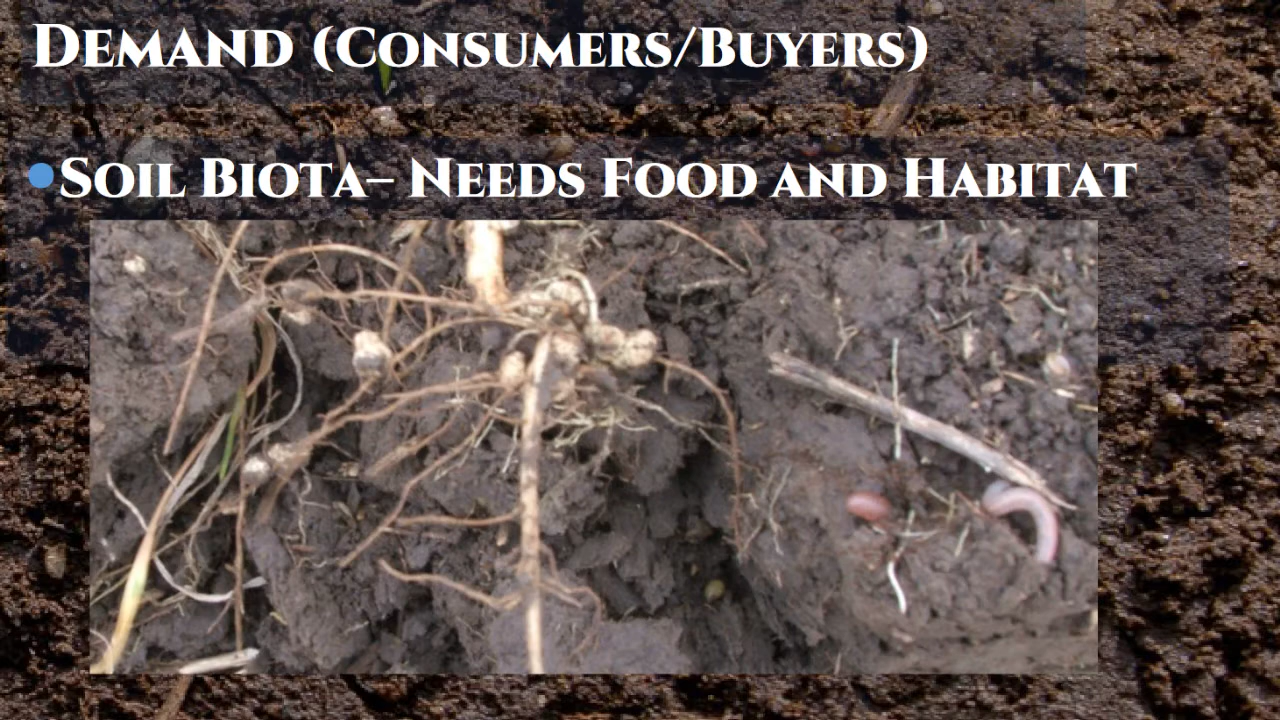 Demand (Consumers/Buyers)
Soil Biota– Needs Food and Habitat